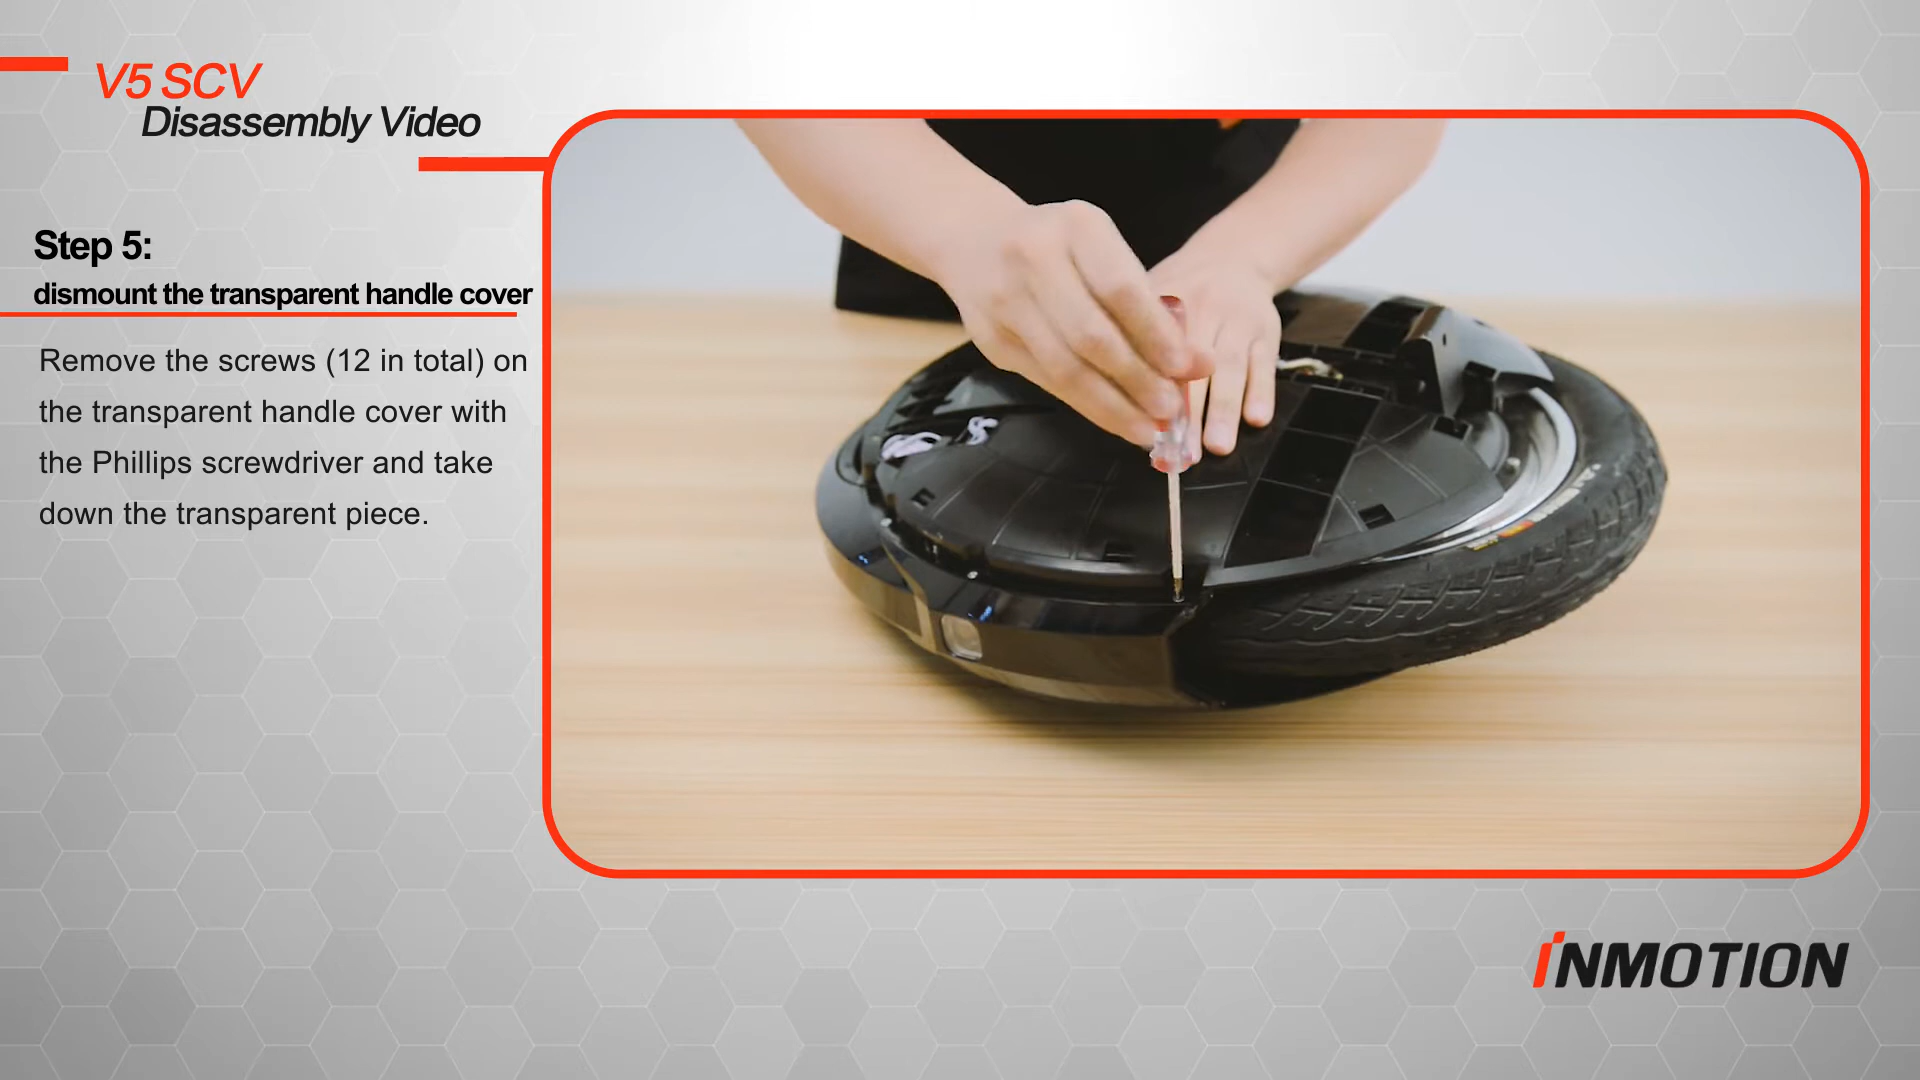 V5 SCV
Disassembly Video
Step 5:
dismount the transparent handle cover
Remove the screws (12 in total) on
the transparent handle cover with
the Phillips screwdriver and take
down the transparent piece.
INMOTION